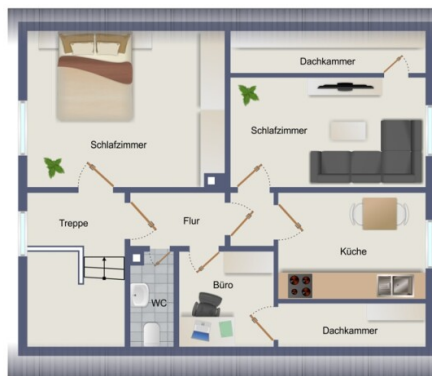 Dachkammer
Schlafzimmer
Schlafzimmer
Treppe
Flur
Küche
Büro
WC
Dachkammer